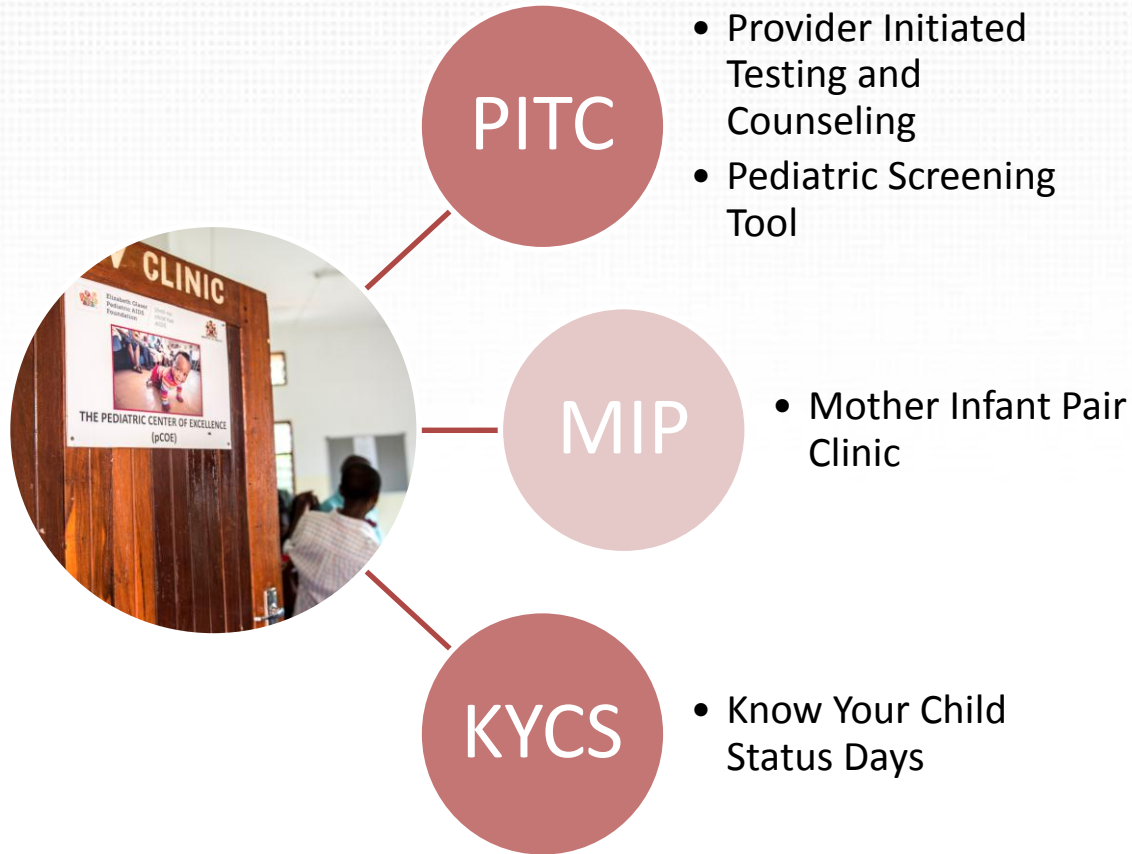 PITC
• Provider Initiated
Testing and
Counseling
• Pediatric Screening
Tool
CLINIC
Elizabeth Glaser
Pediatric AIDS
Foundation
THE PEDIATRIC CENTER OF EXCELLENCE
(pCOE)
MIP
• Mother Infant Pair
Clinic
KYCS
• Know Your Child
Status Days